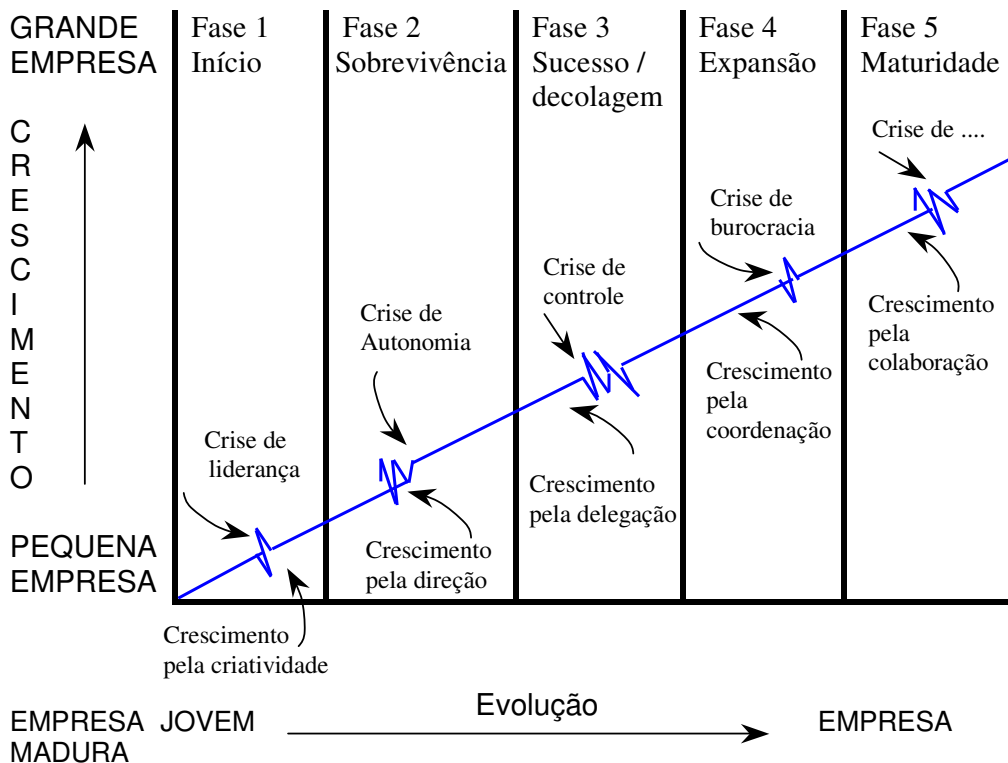 GRANDE
EMPRESA
Fase 1
Início
Fase 2
Sobrevivência
Fase 3
Sucesso /
decolagem
Fase 4
Expansão
Fase 5
Maturidade
C
R
E
S
C
I
M
E
N
T
O
Crise de ....
Crise de
burocracia
Crise de
controle
Crise de
Autonomia
Crise de
liderança
Crescimento
pela
colaboração
Crescimento
pela
coordenação
Crescimento
pela delegação
Crescimento
pela direção
PEQUENA
EMPRESA
Crescimento
pela criatividade
Evolução
EMPRESA JOVEM
EMPRESA
MADURA